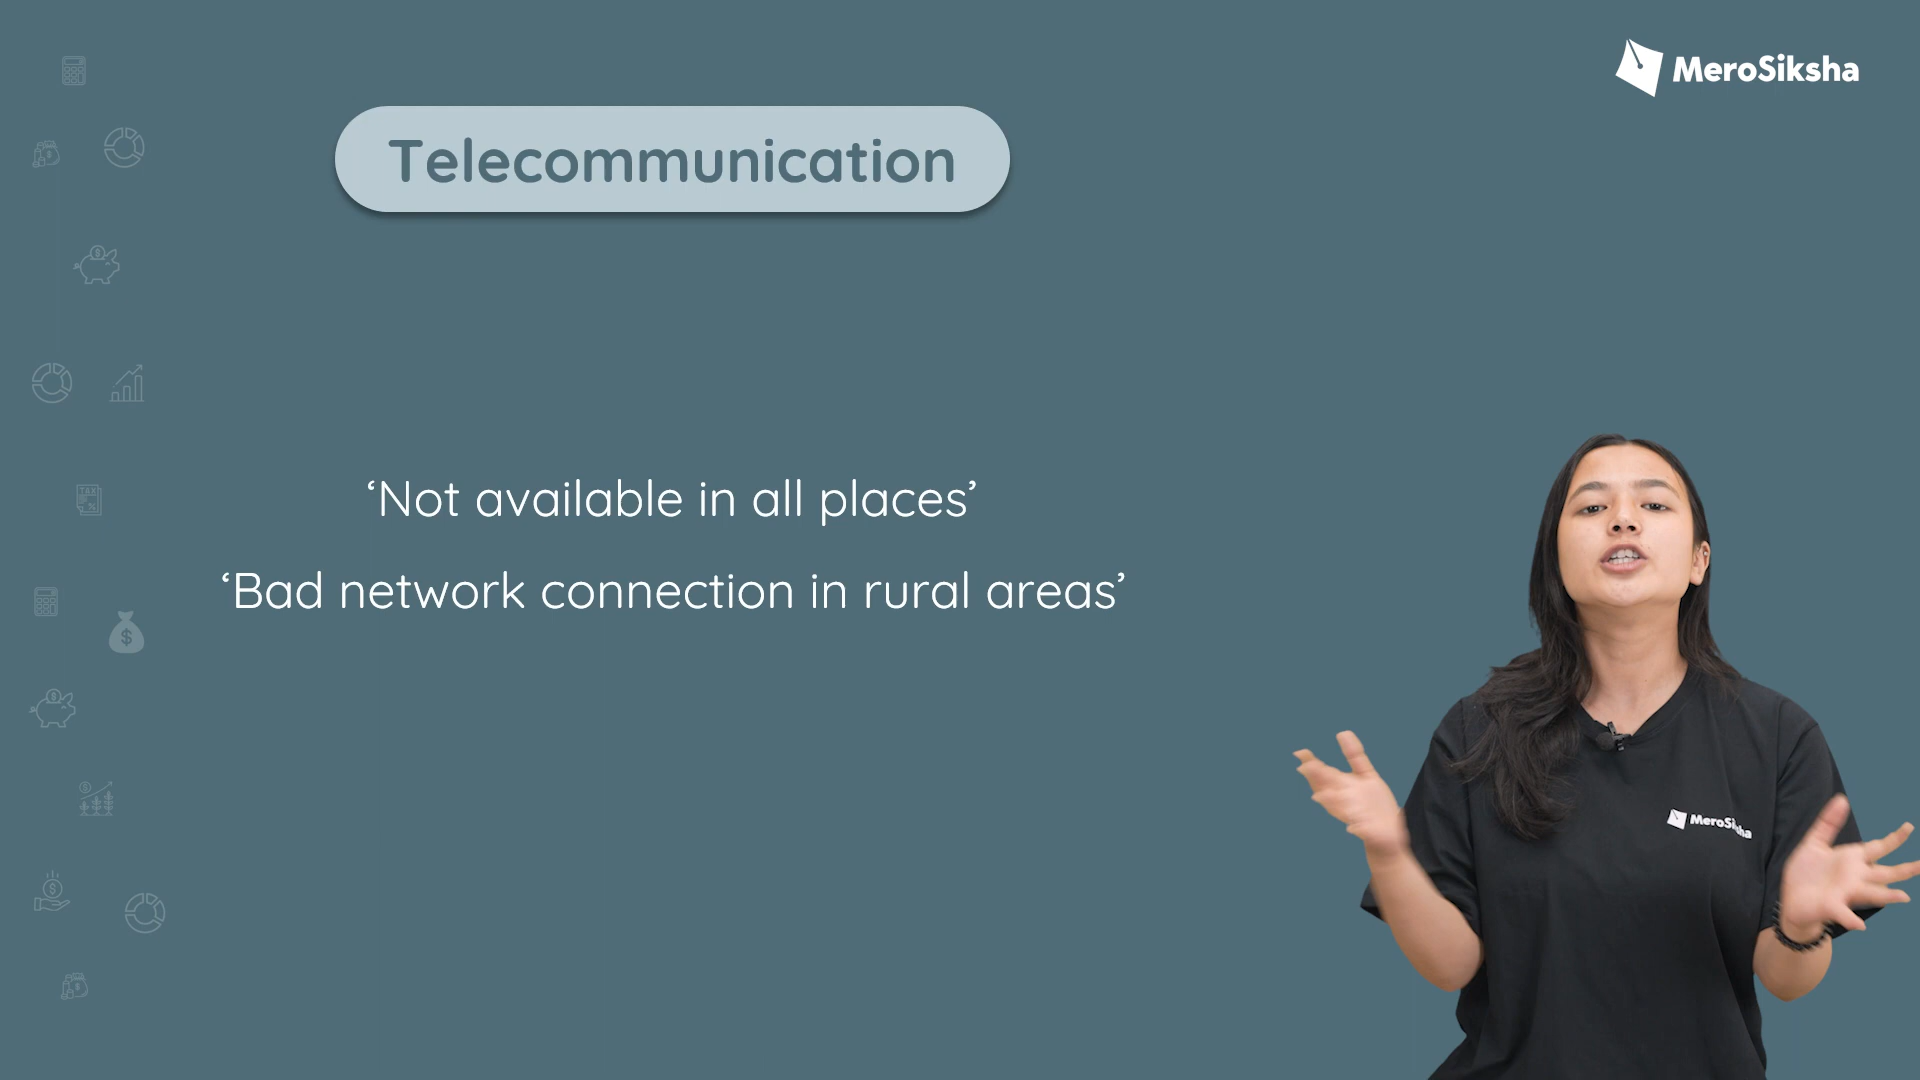 MeroSiksha
Telecommunication
‘Not available in all places’
‘Bad network connection in rural areas’